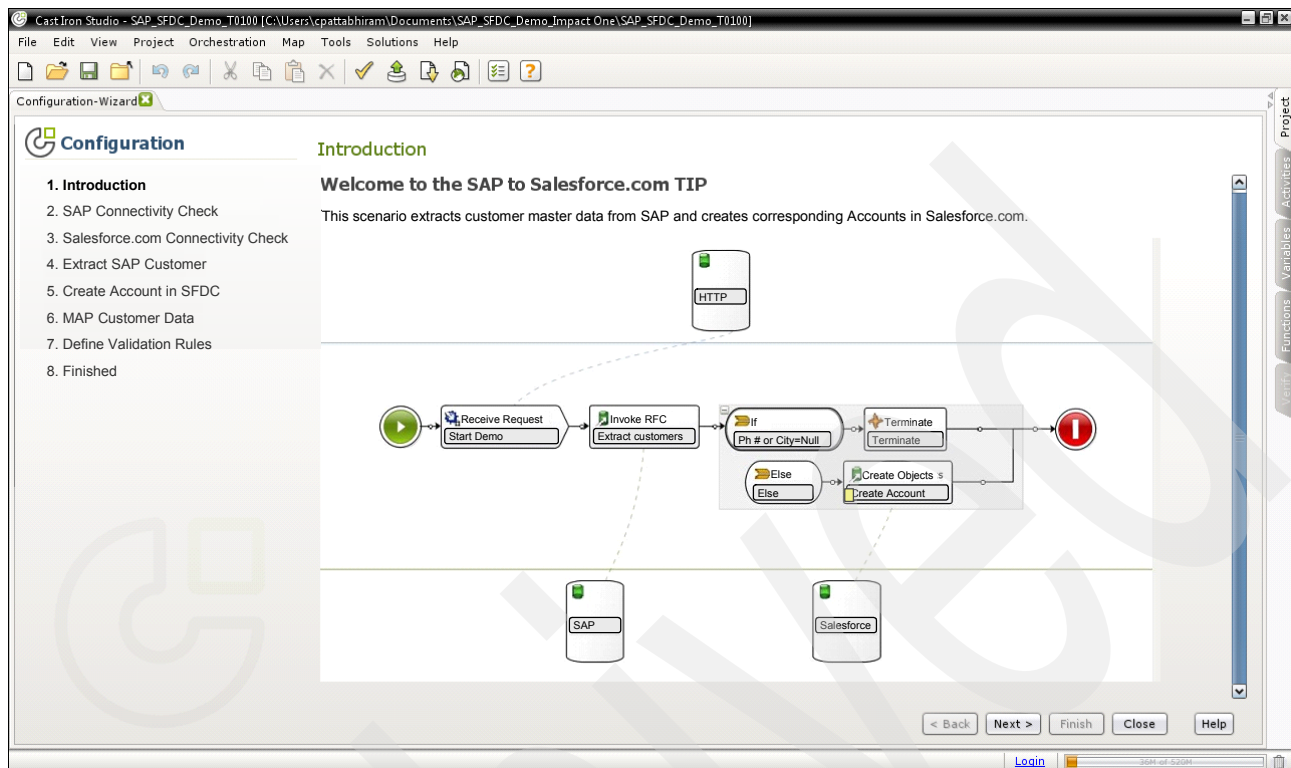 Cast Iron Studio - SAP_SFDC_Demo_T0100 [C:\Users\cpattabhiram\Documents\SAP_SFDC_Demo_Impact One\SAP_SFDC_Demo_T0100]
File Edit View Project Orchestration Map Tools Solutions Help
Configuration-Wizard
Configuration
1. Introduction
2. SAP Connectivity Check
3. Salesforce.com Connectivity Check
4. Extract SAP Customer
5. Create Account in SFDC
6. MAP Customer Data
7. Define Validation Rules
8. Finished
Introduction
Welcome to the SAP to Salesforce.com TIP
This scenario extracts customer master data from SAP and creates corresponding Accounts in Salesforce.com.
HTTP
Receive Request
Start Demo
Invoke RFC
Extract customers
If
Ph # or City=Null
Terminate
Terminate
Else
Else
Create Objects s
Create Account
SAP
Salesforce
< Back Next > Finish Close Help
Login 36M of 520M
Project
Activities
Variables
Functions
Verify